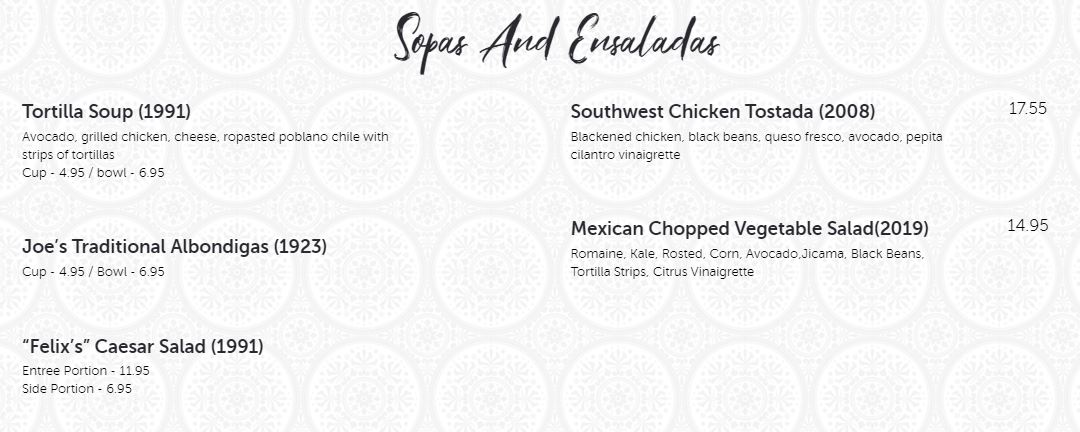 Sopas And Ensaladas
Tortilla Soup (1991)
Avocado, grilled chicken, cheese, ropasted poblano chile with
strips of tortillas
Cup - 4.95 / bowl - 6.95
Joe's Traditional Albondigas (1923)
Cup - 4.95 / Bowl - 6.95
“Felix's” Caesar Salad (1991)
Entree Portion - 11.95
Side Portion - 6.95
Southwest Chicken Tostada (2008) 17.55
Blackened chicken, black beans, queso fresco, avocado, pepita
cilantro vinaigrette
Mexican Chopped Vegetable Salad(2019) 14.95
Romaine, Kale, Rosted, Corn, Avocado,Jicama, Black Beans,
Tortilla Strips, Citrus Vinaigrette